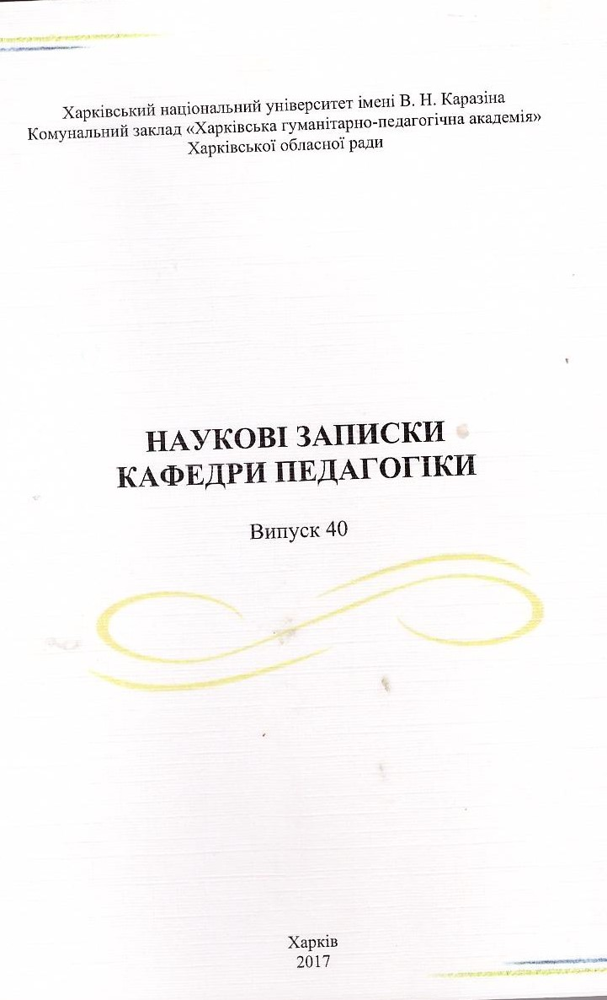 Харківський національний університет імені В. Н. Каразіна
Комунальний заклад «Харківська гуманітарно-педагогічна академія»
Харківської обласної ради
НАУКОВІ ЗАПИСКИ
КАФЕДРИ ПЕДАГОГІКИ
Випуск 40
Харків
2017